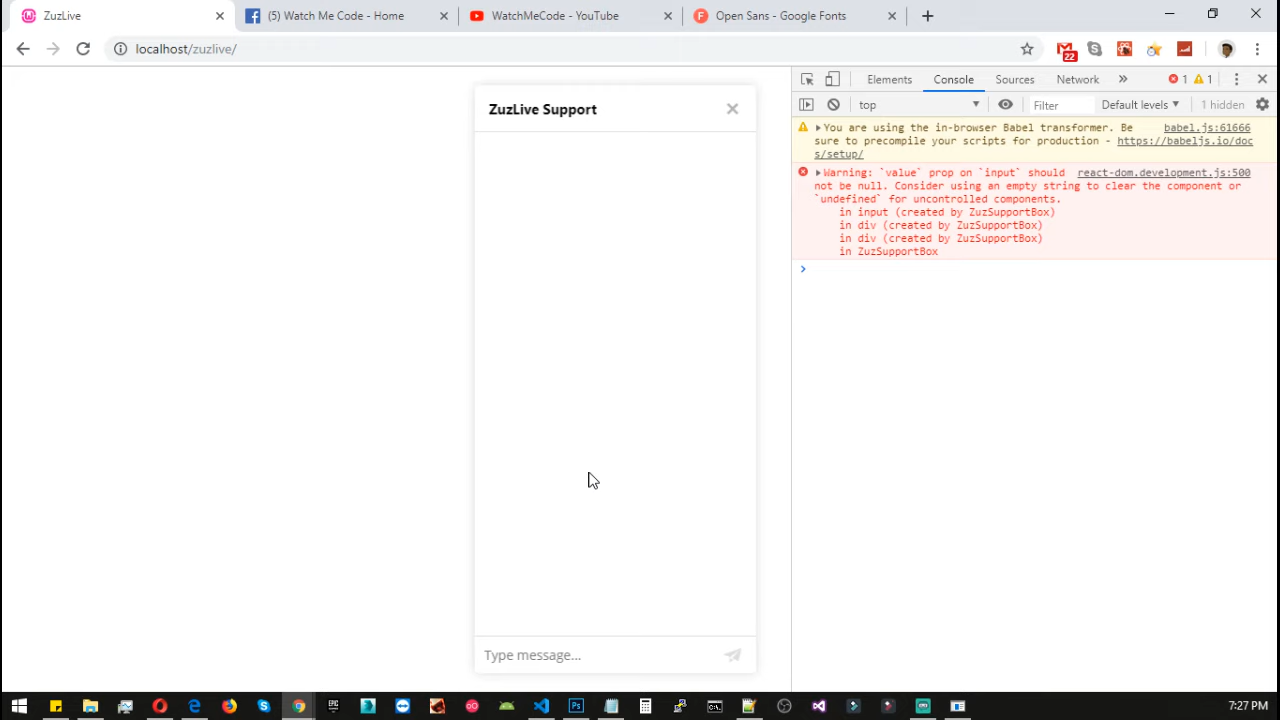 ZuzLive
(5) Watch Me Code - Home
WatchMeCode - YouTube
Open Sans - Google Fonts
localhost/zuzlive/
22
Elements
Console
Sources
Network
1
1
top
Filter
Default levels
1 hidden
ZuzLive Support
You are using the in-browser Babel transformer. Be babel.js:61666
sure to precompile your scripts for production - https://babeljs.io/doc
s/setup/
Warning: `value` prop on `input` should react-dom.development.js:500
not be null. Consider using an empty string to clear the component or
`undefined` for uncontrolled components.
in input (created by ZuzSupportBox)
in div (created by ZuzSupportBox)
in div (created by ZuzSupportBox)
in ZuzSupportBox
Type message...
7:27 PM